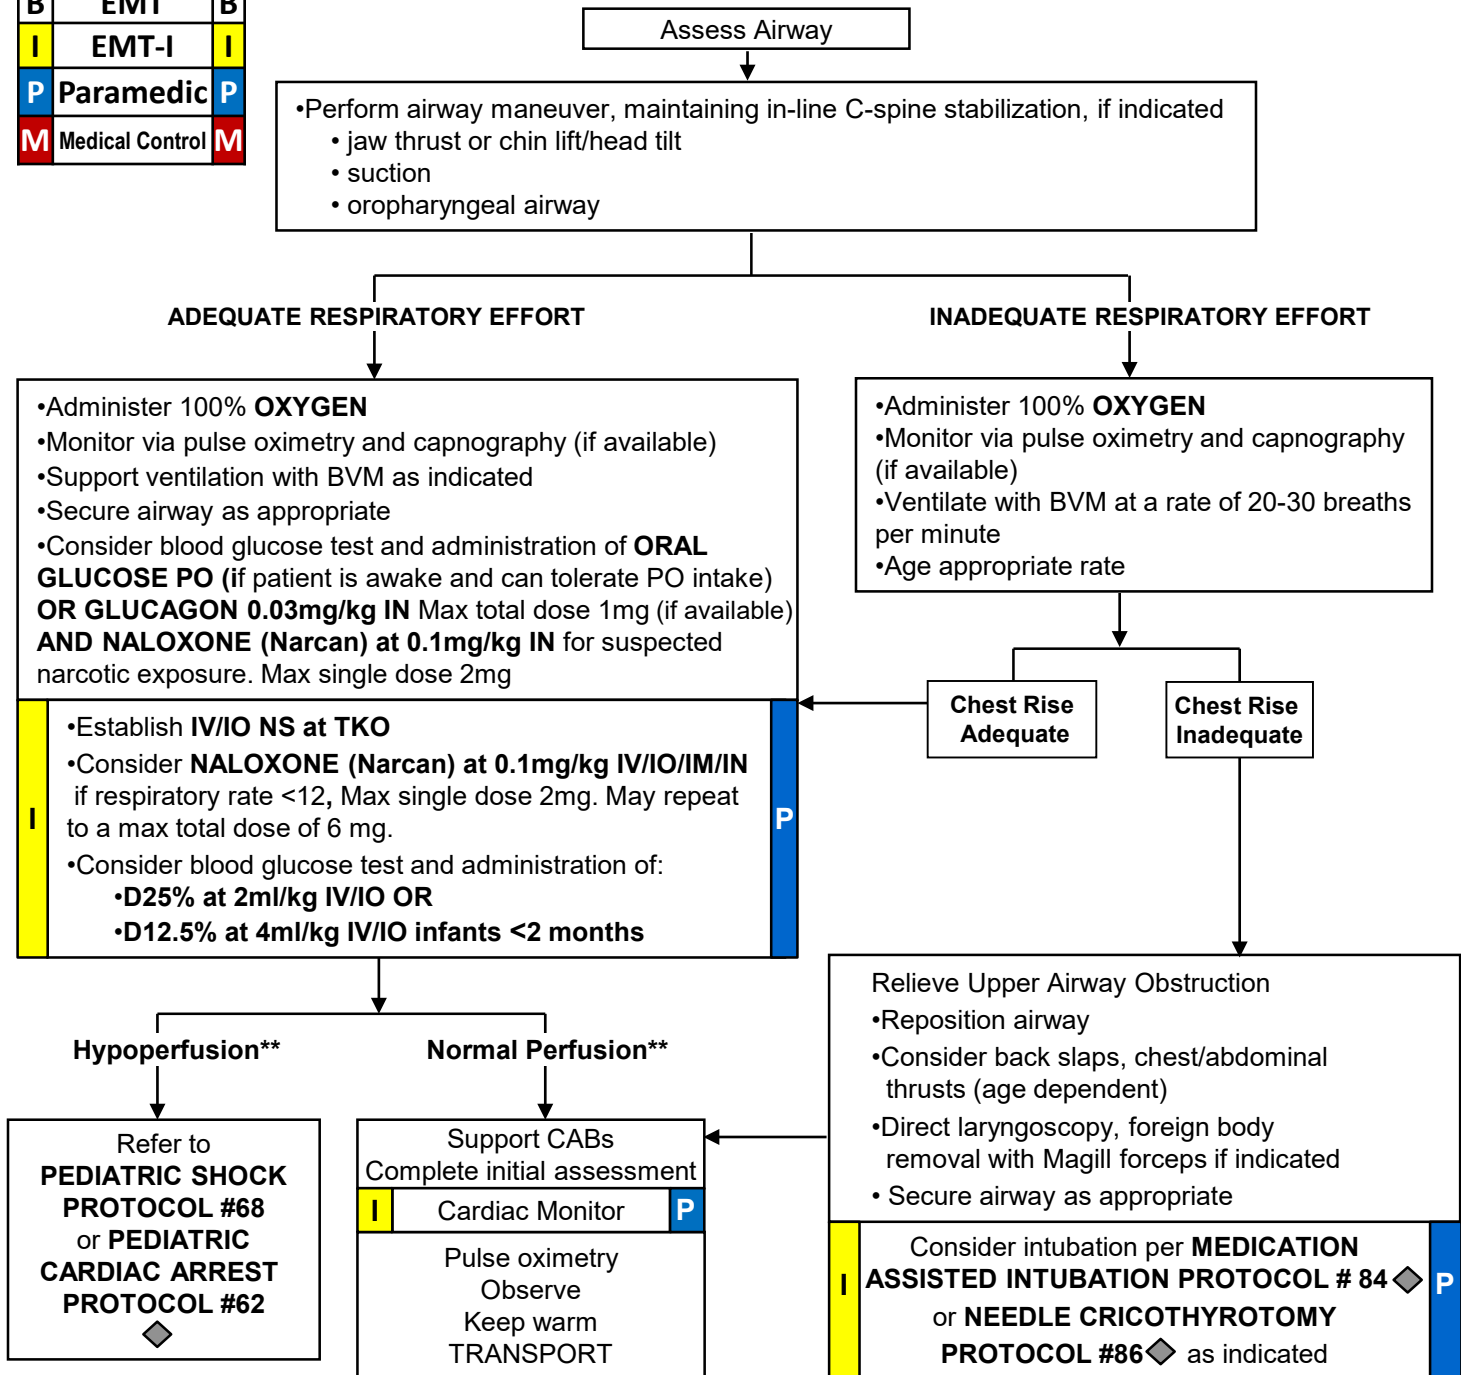 B EMT B
I EMT-I I
P Paramedic P
M Medical Control M
Assess Airway
•Perform airway maneuver, maintaining in-line C-spine stabilization, if indicated
• jaw thrust or chin lift/head tilt
• suction
• oropharyngeal airway
ADEQUATE RESPIRATORY EFFORT
INADEQUATE RESPIRATORY EFFORT
•Administer 100% OXYGEN
•Monitor via pulse oximetry and capnography (if available)
•Support ventilation with BVM as indicated
•Secure airway as appropriate
•Consider blood glucose test and administration of ORAL
GLUCOSE PO (if patient is awake and can tolerate PO intake)
OR GLUCAGON 0.03mg/kg IN Max total dose 1mg (if available)
AND NALOXONE (Narcan) at 0.1mg/kg IN for suspected
narcotic exposure. Max single dose 2mg
I
•Establish IV/IO NS at TKO
•Consider NALOXONE (Narcan) at 0.1mg/kg IV/IO/IM/IN
if respiratory rate <12, Max single dose 2mg. May repeat
to a max total dose of 6 mg.
•Consider blood glucose test and administration of:
•D25% at 2ml/kg IV/IO OR
•D12.5% at 4ml/kg IV/IO infants <2 months
P
•Administer 100% OXYGEN
•Monitor via pulse oximetry and capnography
(if available)
•Ventilate with BVM at a rate of 20-30 breaths
per minute
•Age appropriate rate
Chest Rise
Adequate
Chest Rise
Inadequate
Hypoperfusion**
Normal Perfusion**
Refer to
PEDIATRIC SHOCK
PROTOCOL #68
or PEDIATRIC
CARDIAC ARREST
PROTOCOL #62
Support CABs
Complete initial assessment
I Cardiac Monitor P
Pulse oximetry
Observe
Keep warm
TRANSPORT
Relieve Upper Airway Obstruction
•Reposition airway
•Consider back slaps, chest/abdominal
thrusts (age dependent)
•Direct laryngoscopy, foreign body
removal with Magill forceps if indicated
• Secure airway as appropriate
I
Consider intubation per MEDICATION
ASSISTED INTUBATION PROTOCOL # 84
or NEEDLE CRICOTHYROTOMY
PROTOCOL #86 as indicated
P